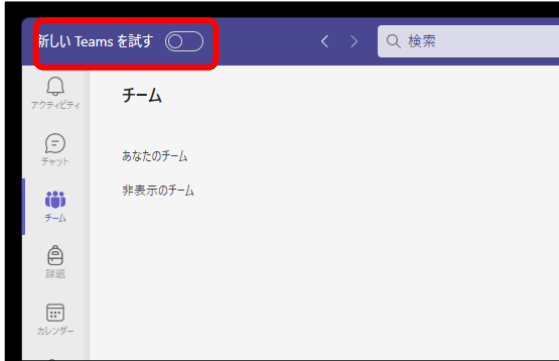 新しい Teams を試す
検索
アクティビティ
チーム
チャット
あなたのチーム
非表示のチーム
チーム
課題
カレンダー